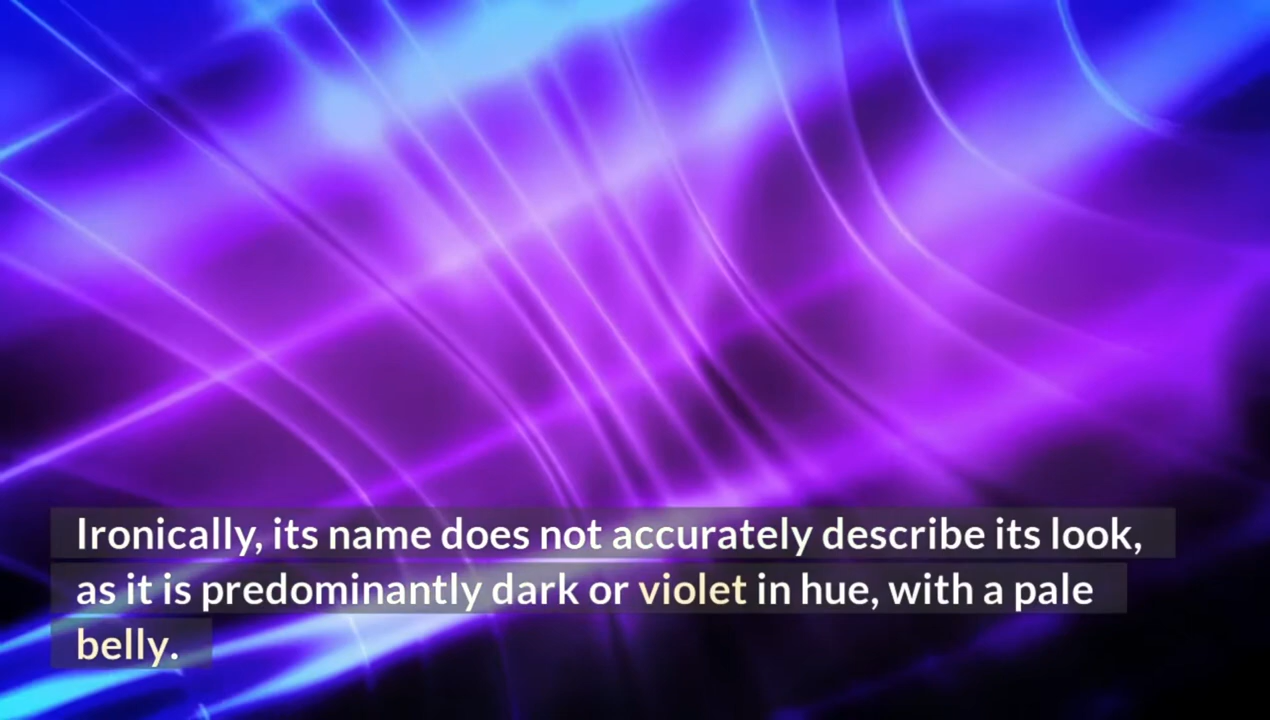 Ironically, its name does not accurately describe its look,
as it is predominantly dark or violet in hue, with a pale
belly.